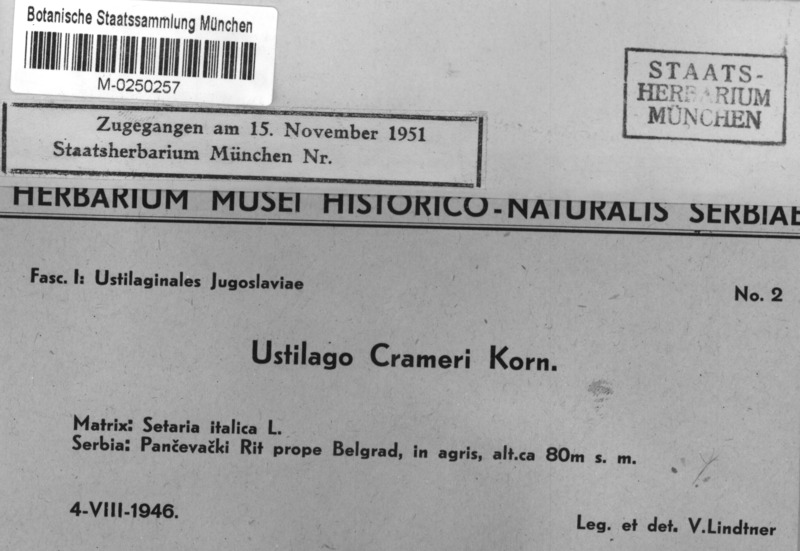 Botanische Staatssammlung München
M-0250257
STAATS-
HERBARIUM
MÜNCHEN
Zugegangen am 15. November 1951
Staatsherbarium München Nr.
HERBARIUM MUSEI HISTORICO-NATURALIS SERBIAE
Fasc. I: Ustilaginales Jugoslaviae
No. 2
Ustilago Crameri Korn.
Matrix: Setaria italica L.
Serbia: Pančevački Rit prope Belgrad, in agris, alt.ca 80m s. m.
4-VIII-1946.
Leg. et det. V.Lindtner